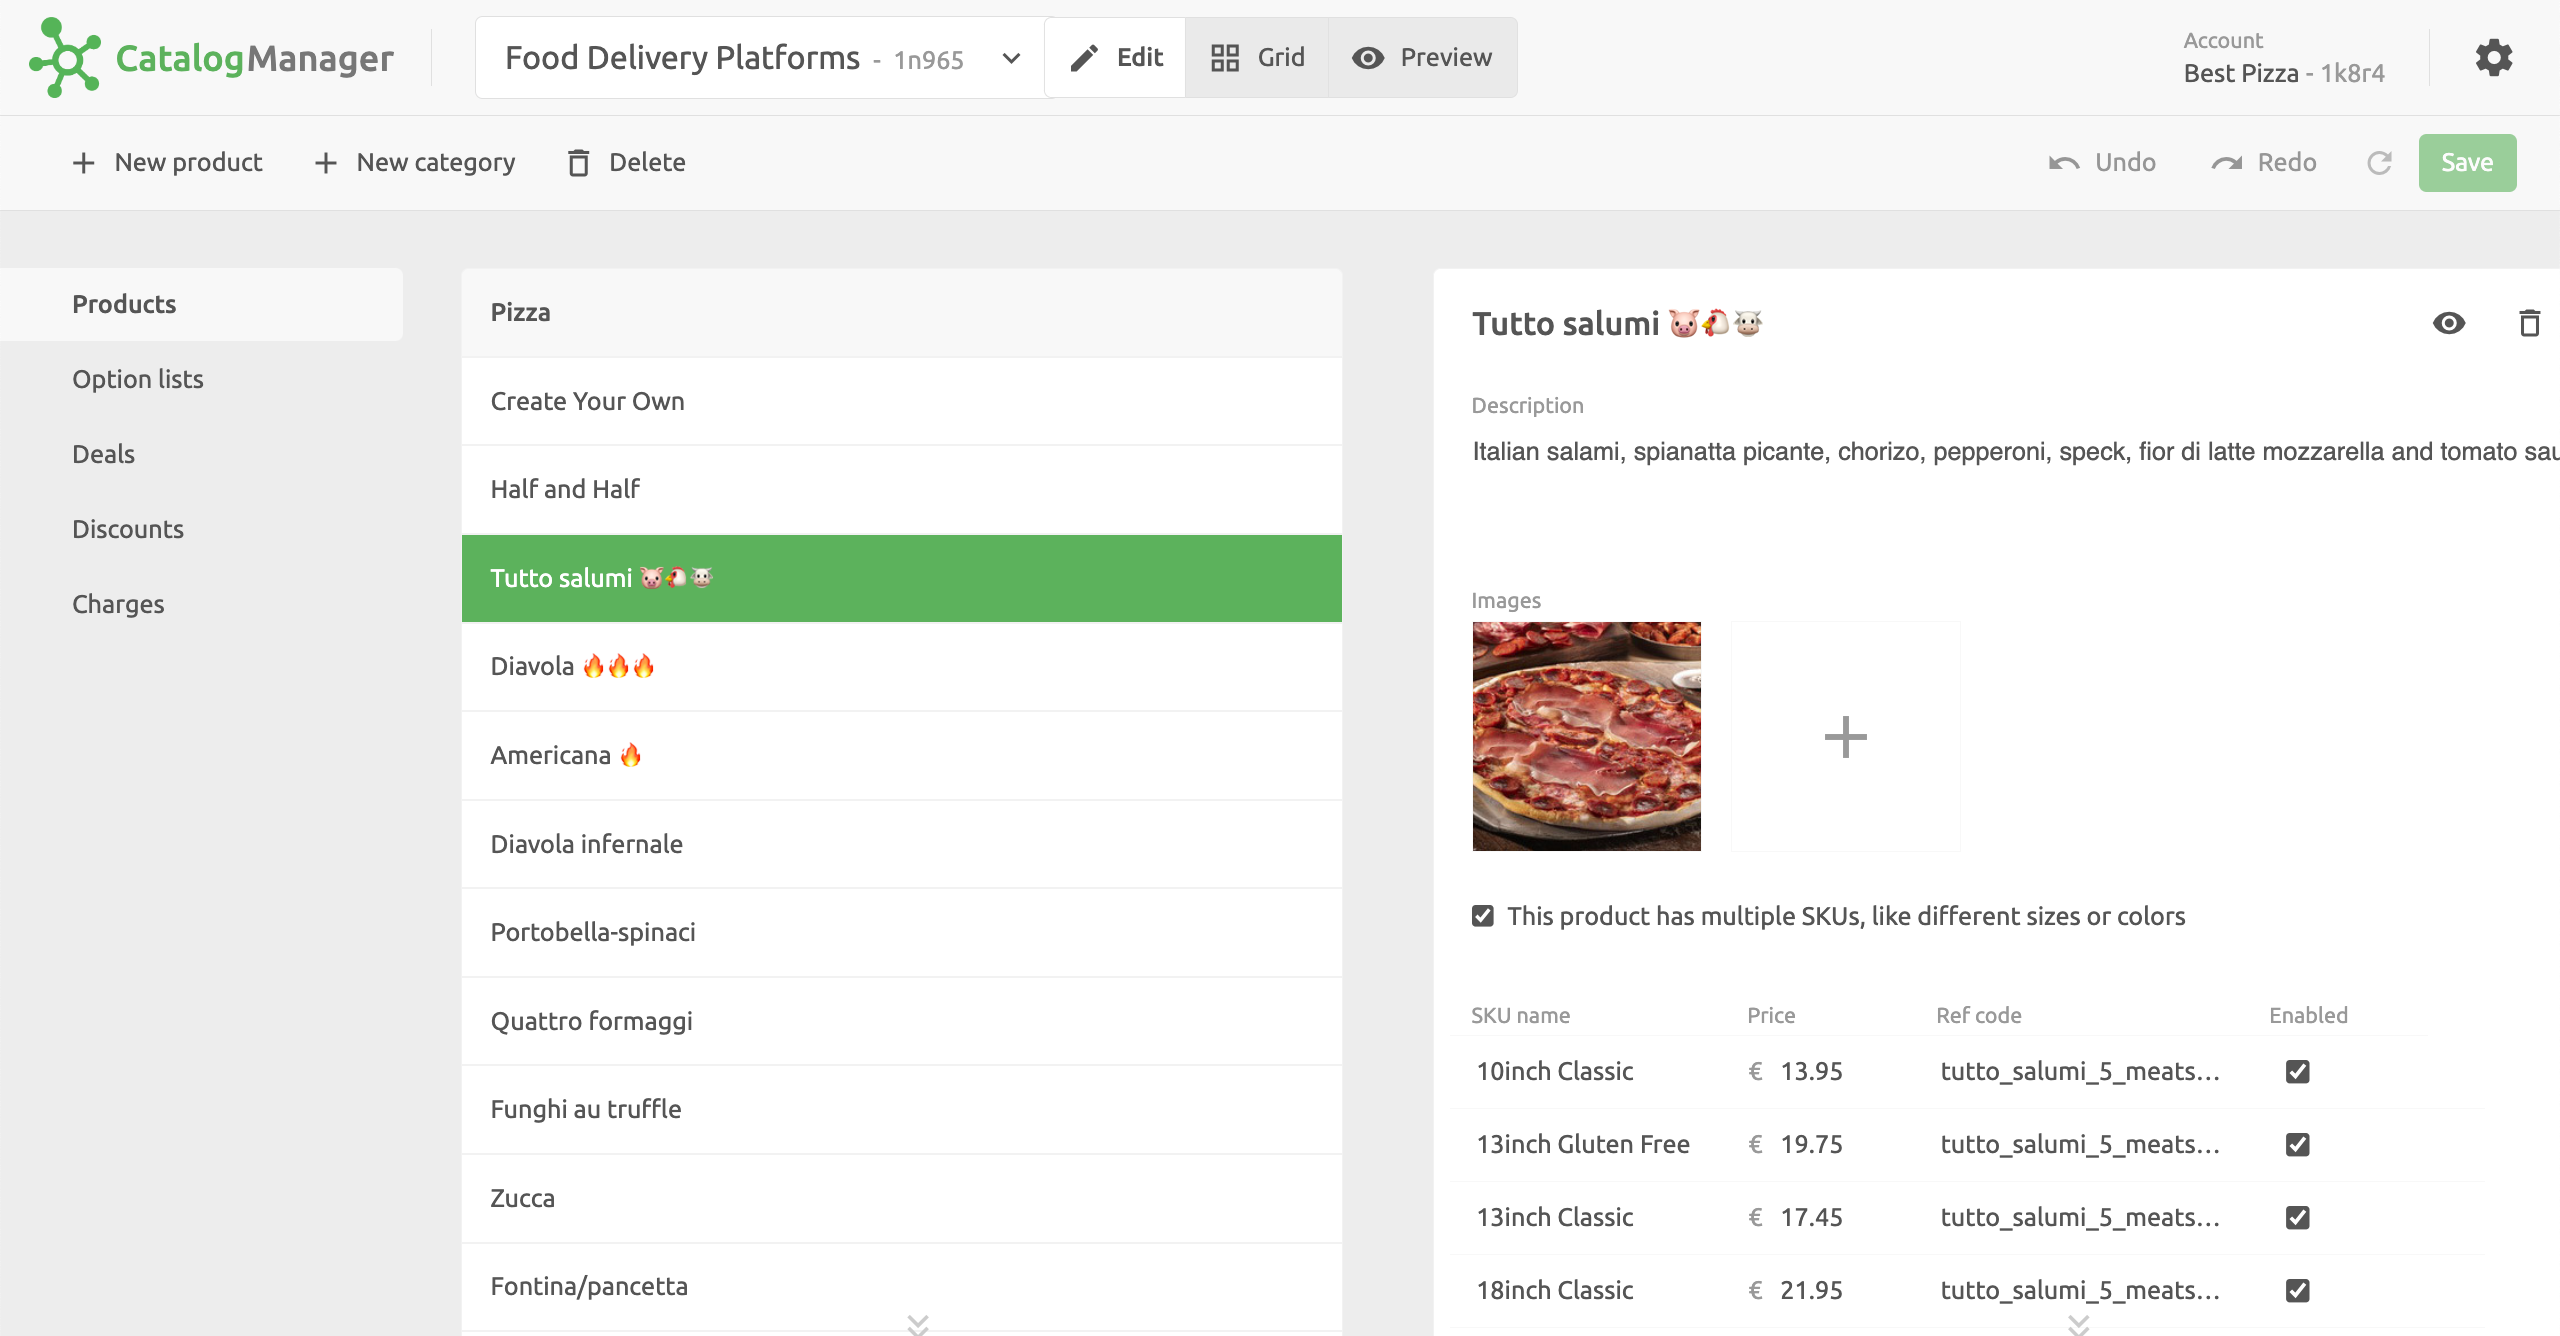 CatalogManager
Food Delivery Platforms - 1n965
Edit
Grid
Preview
Account
Best Pizza - 1k8r4
New product
New category
Delete
Undo
Redo
Save
Products
Option lists
Deals
Discounts
Charges
Pizza
Create Your Own
Half and Half
Tutto salumi 🐷🐔🐮
Diavola 🔥🔥🔥
Americana 🔥
Diavola infernale
Portobella-spinaci
Quattro formaggi
Funghi au truffle
Zucca
Fontina/pancetta
Tutto salumi 🐷🐔🐮
Description
Italian salami, spianatta picante, chorizo, pepperoni, speck, fior di latte mozzarella and tomato sau
Images
This product has multiple SKUs, like different sizes or colors
SKU name Price Ref code Enabled
10inch Classic € 13.95 tutto_salumi_5_meats...
13inch Gluten Free € 19.75 tutto_salumi_5_meats...
13inch Classic € 17.45 tutto_salumi_5_meats...
18inch Classic € 21.95 tutto_salumi_5_meats...